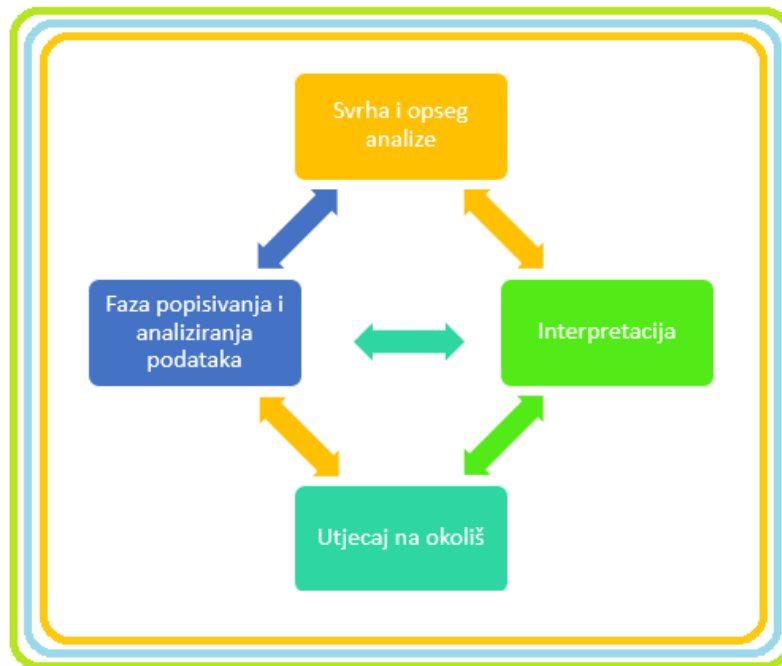 Svrha i opseg
analize
Faza popisivanja i
analiziranja
podataka
Interpretacija
Utjecaj na okoliš